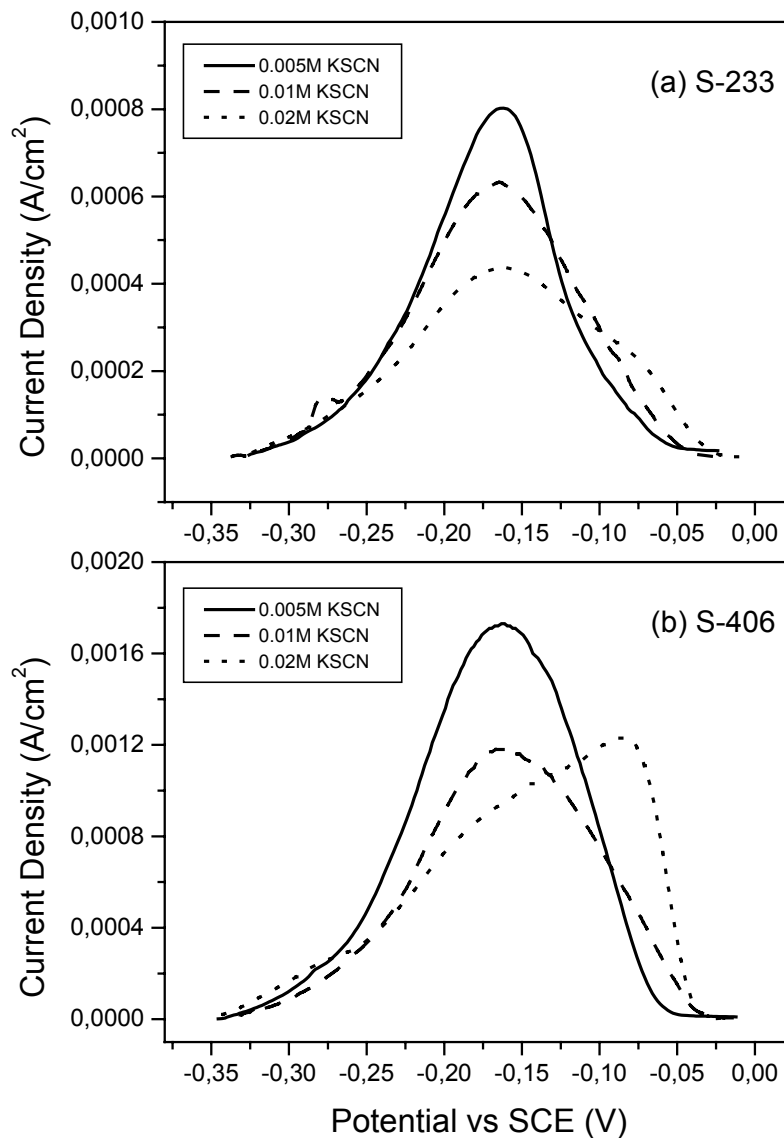 0,0010
0.005M KSCN
0.01M KSCN
0.02M KSCN
(a) S-233
0,0008
0,0006
0,0004
0,0002
0,0000
Current Density (A/cm²)
-0,35 -0,30 -0,25 -0,20 -0,15 -0,10 -0,05 0,00
0,0020
0.005M KSCN
0.01M KSCN
0.02M KSCN
(b) S-406
0,0016
0,0012
0,0008
0,0004
0,0000
Current Density (A/cm²)
-0,35 -0,30 -0,25 -0,20 -0,15 -0,10 -0,05 0,00
Potential vs SCE (V)